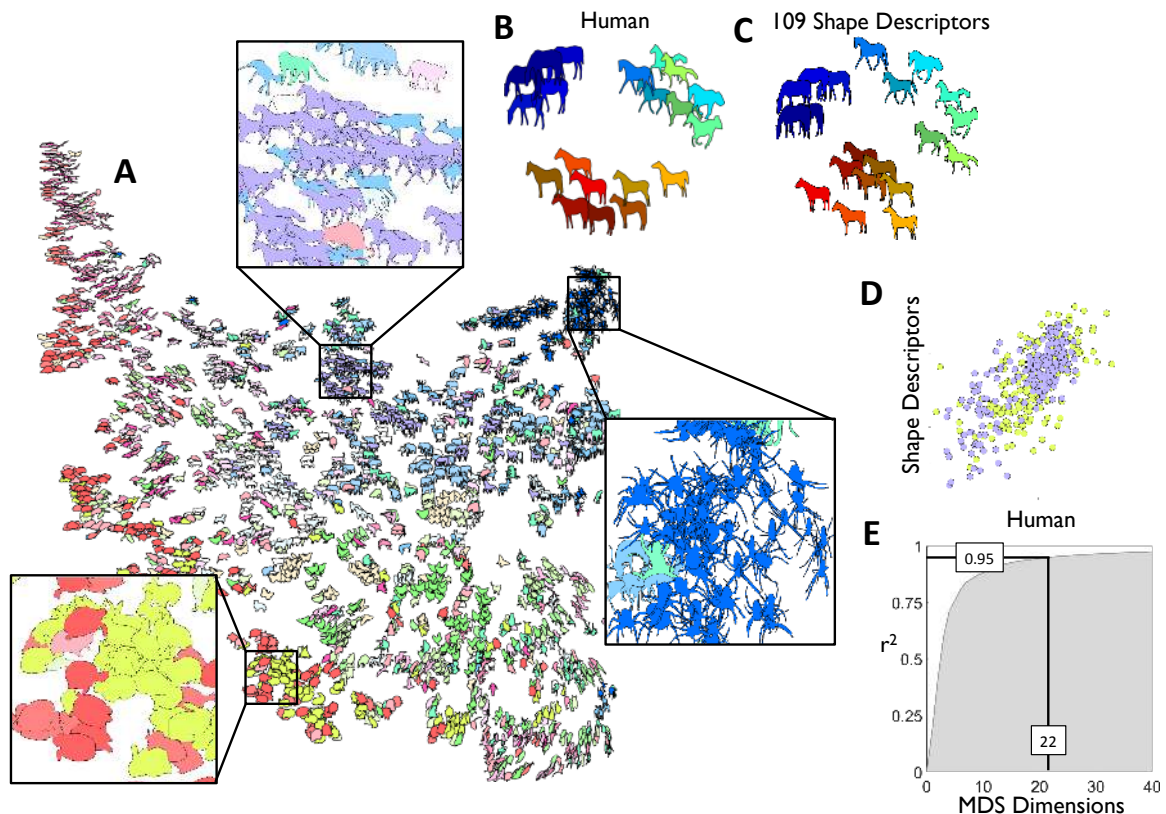 A
B
Human
C
109 Shape Descriptors
D
Shape Descriptors
Human
E
1
0.95
0.75
r²
0.5
0.25
22
0
0
10
20
30
40
MDS Dimensions